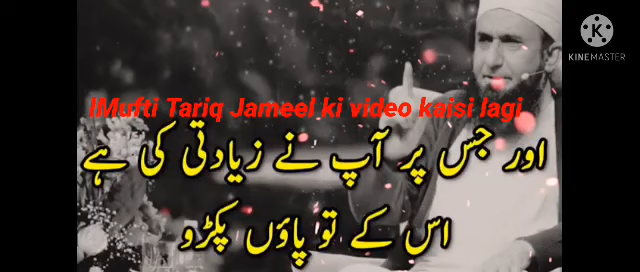 KINEMASTER
IMufti Tariq Jameel ki video kaisi lagi
اور جس پر آپ نے زیادتی کی ہے
اس کے تو پاؤں پکڑو